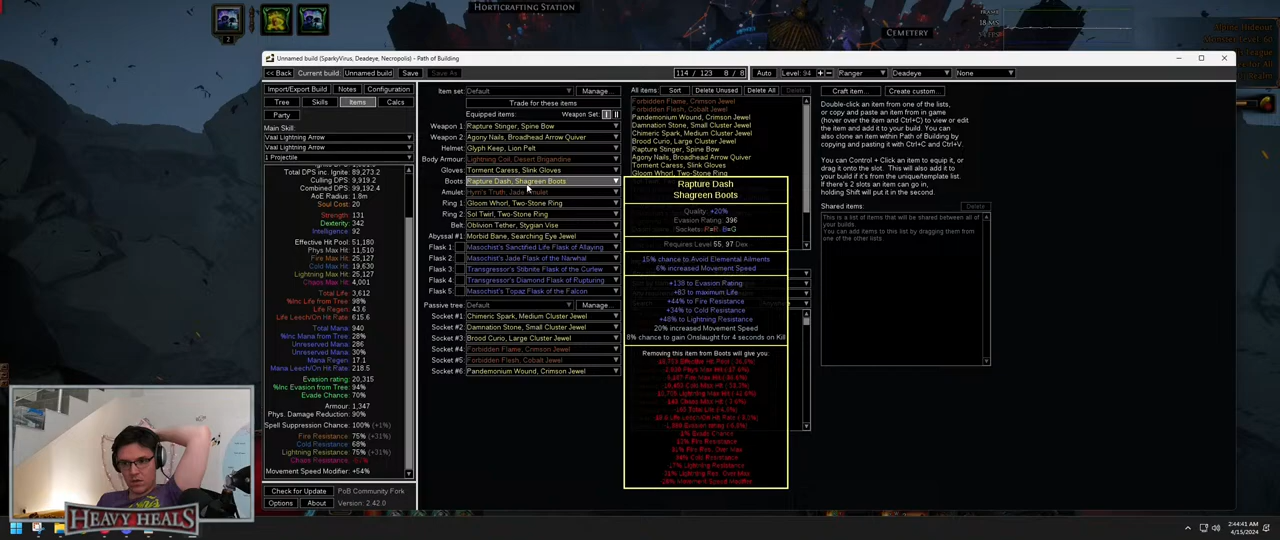 HORTICRAFTING STATION
CEMETERY
FRAME
18 MS
2
Unnamed build (SparkyVirus, Deadeye, Necropolis) - Path of Building
<< Back
Current build:
Unnamed build
Save
Save As
114 / 123 8 / 8
Auto
Level: 94
+
-
Ranger
Deadeye
None
Import/Export Build
Notes
Configuration
Tree
Skills
Items
Calcs
Party
Main Skill:
Vaal Lightning Arrow
Vaal Lightning Arrow
1 Projectile
Total DPS inc. Ignite: 89,273.2
Culling DPS: 9,919.2
Combined DPS: 99,192.4
AoE Radius: 1.8m
Soul Cost: 20
Strength: 131
Dexterity: 342
Intelligence: 92
Effective Hit Pool: 51,180
Phys Max Hit: 11,510
Fire Max Hit: 25,127
Cold Max Hit: 19,630
Lightning Max Hit: 25,127
Chaos Max Hit: 4,001
Total Life: 3,612
%Inc Life from Tree: 98%
Life Regen: 43.6
Life Leech/On Hit Rate: 615.6
Total Mana: 940
%Inc Mana from Tree: 28%
Unreserved Mana: 286
Unreserved Mana: 30%
Mana Regen: 17.1
Mana Leech/On Hit Rate: 218.5
Evasion rating: 20,315
%Inc Evasion from Tree: 94%
Evade Chance: 70%
Armour: 1,347
Phys. Damage Reduction: 90%
Spell Suppression Chance: 100% (+1%)
Fire Resistance: 75% (+31%)
Cold Resistance: 68%
Lightning Resistance: 75% (+31%)
Chaos Resistance:
Movement Speed Modifier: +54%
Check for Update
PoB Community Fork
Options
About
Version: 2.42.0
Item set:
Default
Manage...
Trade for these items
Equipped items:
Weapon Set:
I
II
Weapon 1: Rapture Stinger, Spine Bow
Weapon 2: Agony Nails, Broadhead Arrow Quiver
Helmet: Glyph Keep, Lion Pelt
Body Armour: Lightning Coil, Desert Brigandine
Gloves: Torment Caress, Slink Gloves
Boots: Rapture Dash, Shagreen Boots
Amulet: Hyrri's Truth, Jade Amulet
Ring 1: Gloom Whorl, Two-Stone Ring
Ring 2: Sol Twirl, Two-Stone Ring
Belt: Oblivion Tether, Stygian Vise
Abyssal #1: Morbid Bane, Searching Eye Jewel
Flask 1: Masochist's Sanctified Life Flask of Allaying
Flask 2: Masochist's Jade Flask of the Narwhal
Flask 3: Transgressor's Stibnite Flask of the Curlew
Flask 4: Transgressor's Diamond Flask of Rupturing
Flask 5: Masochist's Topaz Flask of the Falcon
Passive tree: Default
Manage...
Socket #1: Chimeric Spark, Medium Cluster Jewel
Socket #2: Damnation Stone, Small Cluster Jewel
Socket #3: Brood Curio, Large Cluster Jewel
Socket #4: Forbidden Flame, Crimson Jewel
Socket #5: Forbidden Flesh, Cobalt Jewel
Socket #6: Pandemonium Wound, Crimson Jewel
All items:
Sort
Delete Unused
Delete All
Delete
Forbidden Flame, Crimson Jewel
Forbidden Flesh, Cobalt Jewel
Pandemonium Wound, Crimson Jewel
Damnation Stone, Small Cluster Jewel
Chimeric Spark, Medium Cluster Jewel
Brood Curio, Large Cluster Jewel
Rapture Stinger, Spine Bow
Agony Nails, Broadhead Arrow Quiver
Torment Caress, Slink Gloves
Gloom Whorl, Two-Stone Ring
Rapture Dash
Shagreen Boots
Quality: +20%
Evasion Rating: 396
Sockets: R=R B=G
Requires Level 55, 97 Dex
15% chance to Avoid Elemental Ailments
6% increased Movement Speed
+138 to Evasion Rating
+83 to maximum Life
+44% to Fire Resistance
+34% to Cold Resistance
+48% to Lightning Resistance
20% increased Movement Speed
8% chance to gain Onslaught for 4 seconds on Kill
Removing this item from Boots will give you:
Craft item...
Create custom...
Double-click an item from one of the lists,
or copy and paste an item from in game
(hover over the item and Ctrl+C) to view or edit
the item and add it to your build. You can
also clone an item within Path of Building by
copying and pasting it with Ctrl+C and Ctrl+V.
You can Control + Click an item to equip it, or
drag it onto the slot. This will also add it to
your build if it's from the unique/template list.
If there's 2 slots an item can go in,
holding Shift will put it in the second.
Shared items:
Delete
This is a list of items that will be shared between all of
your builds.
You can add items to this list by dragging them from
one of the other lists.
HEAVY HEALS
2:44:41 AM
4/15/2024